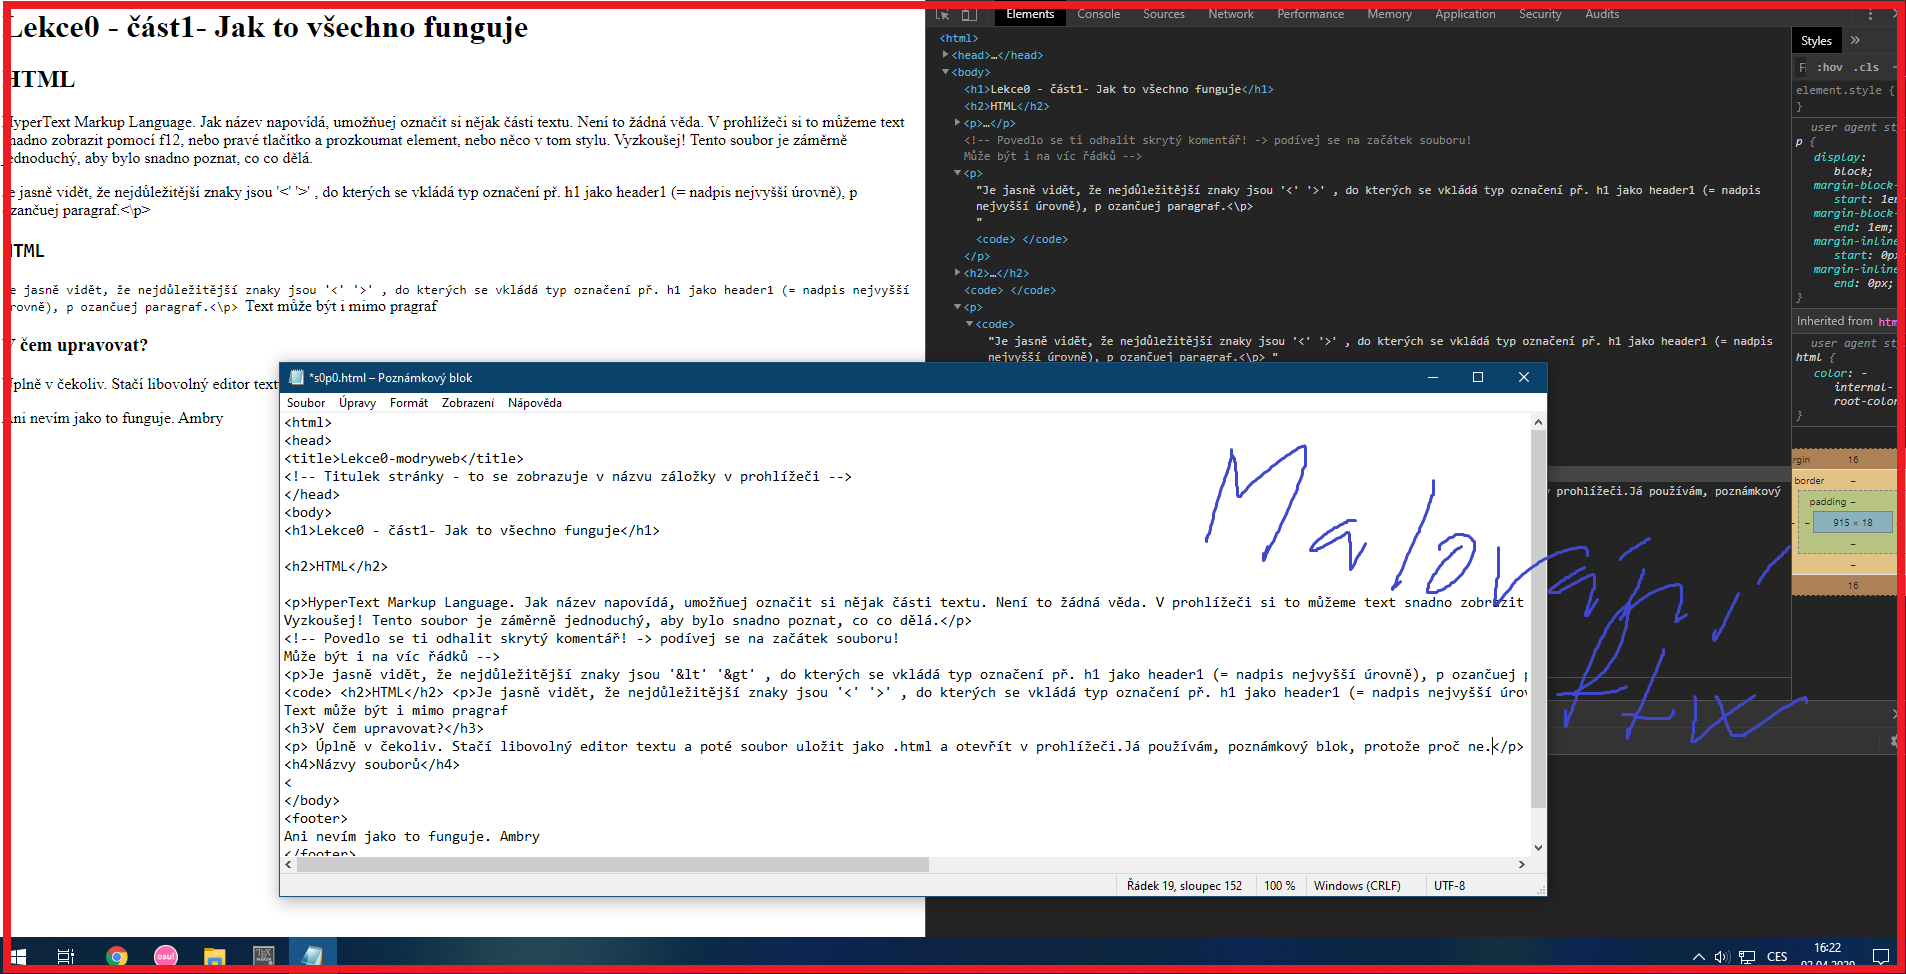 Lekce0 - část1- Jak to všechno funguje
HTML
HyperText Markup Language. Jak název napovídá, umožňuej označit si nějak části textu. Není to žádná věda. V prohlížeči si to můžeme text
snadno zobrazit pomocí f12, nebo pravé tlačítko a prozkoumat element, nebo něco v tom stylu. Vyzkoušej! Tento soubor je záměrně
jednoduchý, aby bylo snadno poznat, co co dělá.
Je jasně vidět, že nejdůležitější znaky jsou '<' '>' , do kterých se vkládá typ označení př. h1 jako header1 (= nadpis nejvyšší úrovně), p
ozančuej paragraf.<\p>
HTML
Je jasně vidět, že nejdůležitější znaky jsou '<' '>' , do kterých se vkládá typ označení př. h1 jako header1 (= nadpis nejvyšší
úrovně), p ozančuej paragraf.<\p> Text může být i mimo pragraf
V čem upravovat?
Úplně v čekoliv. Stačí libovolný editor text
Ani nevím jako to funguje. Ambry
Elements Console Sources Network Performance Memory Application Security Audits
<html>
<head>…</head>
<body>
<h1>Lekce0 - část1- Jak to všechno funguje</h1>
<h2>HTML</h2>
<p>…</p>
<!-- Povedlo se ti odhalit skrytý komentář! -> podívej se na začátek souboru!
Může být i na víc řádků -->
<p>
"Je jasně vidět, že nejdůležitější znaky jsou '<' '>' , do kterých se vkládá typ označení př. h1 jako header1 (= nadpis
nejvyšší úrovně), p ozančuej paragraf.<\p>
"
<code> </code>
</p>
<h2>…</h2>
<code> </code>
<p>
<code>
"Je jasně vidět, že nejdůležitější znaky jsou '<' '>' , do kterých se vkládá typ označení př. h1 jako header1 (= nadpis
nejvyšší úrovně), p ozančuej paragraf.<\p> "
prohlížeči.Já používám, poznámkový
Styles »
:hov .cls
element.style {
}
user agent sty
p {
display:
block;
margin-block-
start: 1em
margin-block-
end: 1em;
margin-inline
start: 0px
margin-inline
end: 0px;
}
Inherited from htm
user agent sty
html {
color: -
internal-
root-color
}
rgin 16
border –
padding –
– 915 × 18
–
–
16
*s0p0.html – Poznámkový blok
Soubor Úpravy Formát Zobrazení Nápověda
<html>
<head>
<title>Lekce0-modryweb</title>
<!-- Titulek stránky - to se zobrazuje v názvu záložky v prohlížeči -->
</head>
<body>
<h1>Lekce0 - část1- Jak to všechno funguje</h1>
<h2>HTML</h2>
<p>HyperText Markup Language. Jak název napovídá, umožňuej označit si nějak části textu. Není to žádná věda. V prohlížeči si to můžeme text snadno zobrazit
Vyzkoušej! Tento soubor je záměrně jednoduchý, aby bylo snadno poznat, co co dělá.</p>
<!-- Povedlo se ti odhalit skrytý komentář! -> podívej se na začátek souboru!
Může být i na víc řádků -->
<p>Je jasně vidět, že nejdůležitější znaky jsou '&lt' '&gt' , do kterých se vkládá typ označení př. h1 jako header1 (= nadpis nejvyšší úrovně), p ozančuej p
<code> <h2>HTML</h2> <p>Je jasně vidět, že nejdůležitější znaky jsou '<' '>' , do kterých se vkládá typ označení př. h1 jako header1 (= nadpis nejvyšší úrov
Text může být i mimo pragraf
<h3>V čem upravovat?</h3>
<p> Úplně v čekoliv. Stačí libovolný editor textu a poté soubor uložit jako .html a otevřít v prohlížeči.Já používám, poznámkový blok, protože proč ne.</p>
<h4>Názvy souborů</h4>
<
</body>
<footer>
Ani nevím jako to funguje. Ambry
</footer>
Řádek 19, sloupec 152 100 % Windows (CRLF) UTF-8
Malování
osu!
CES
16:22
02.04.2020